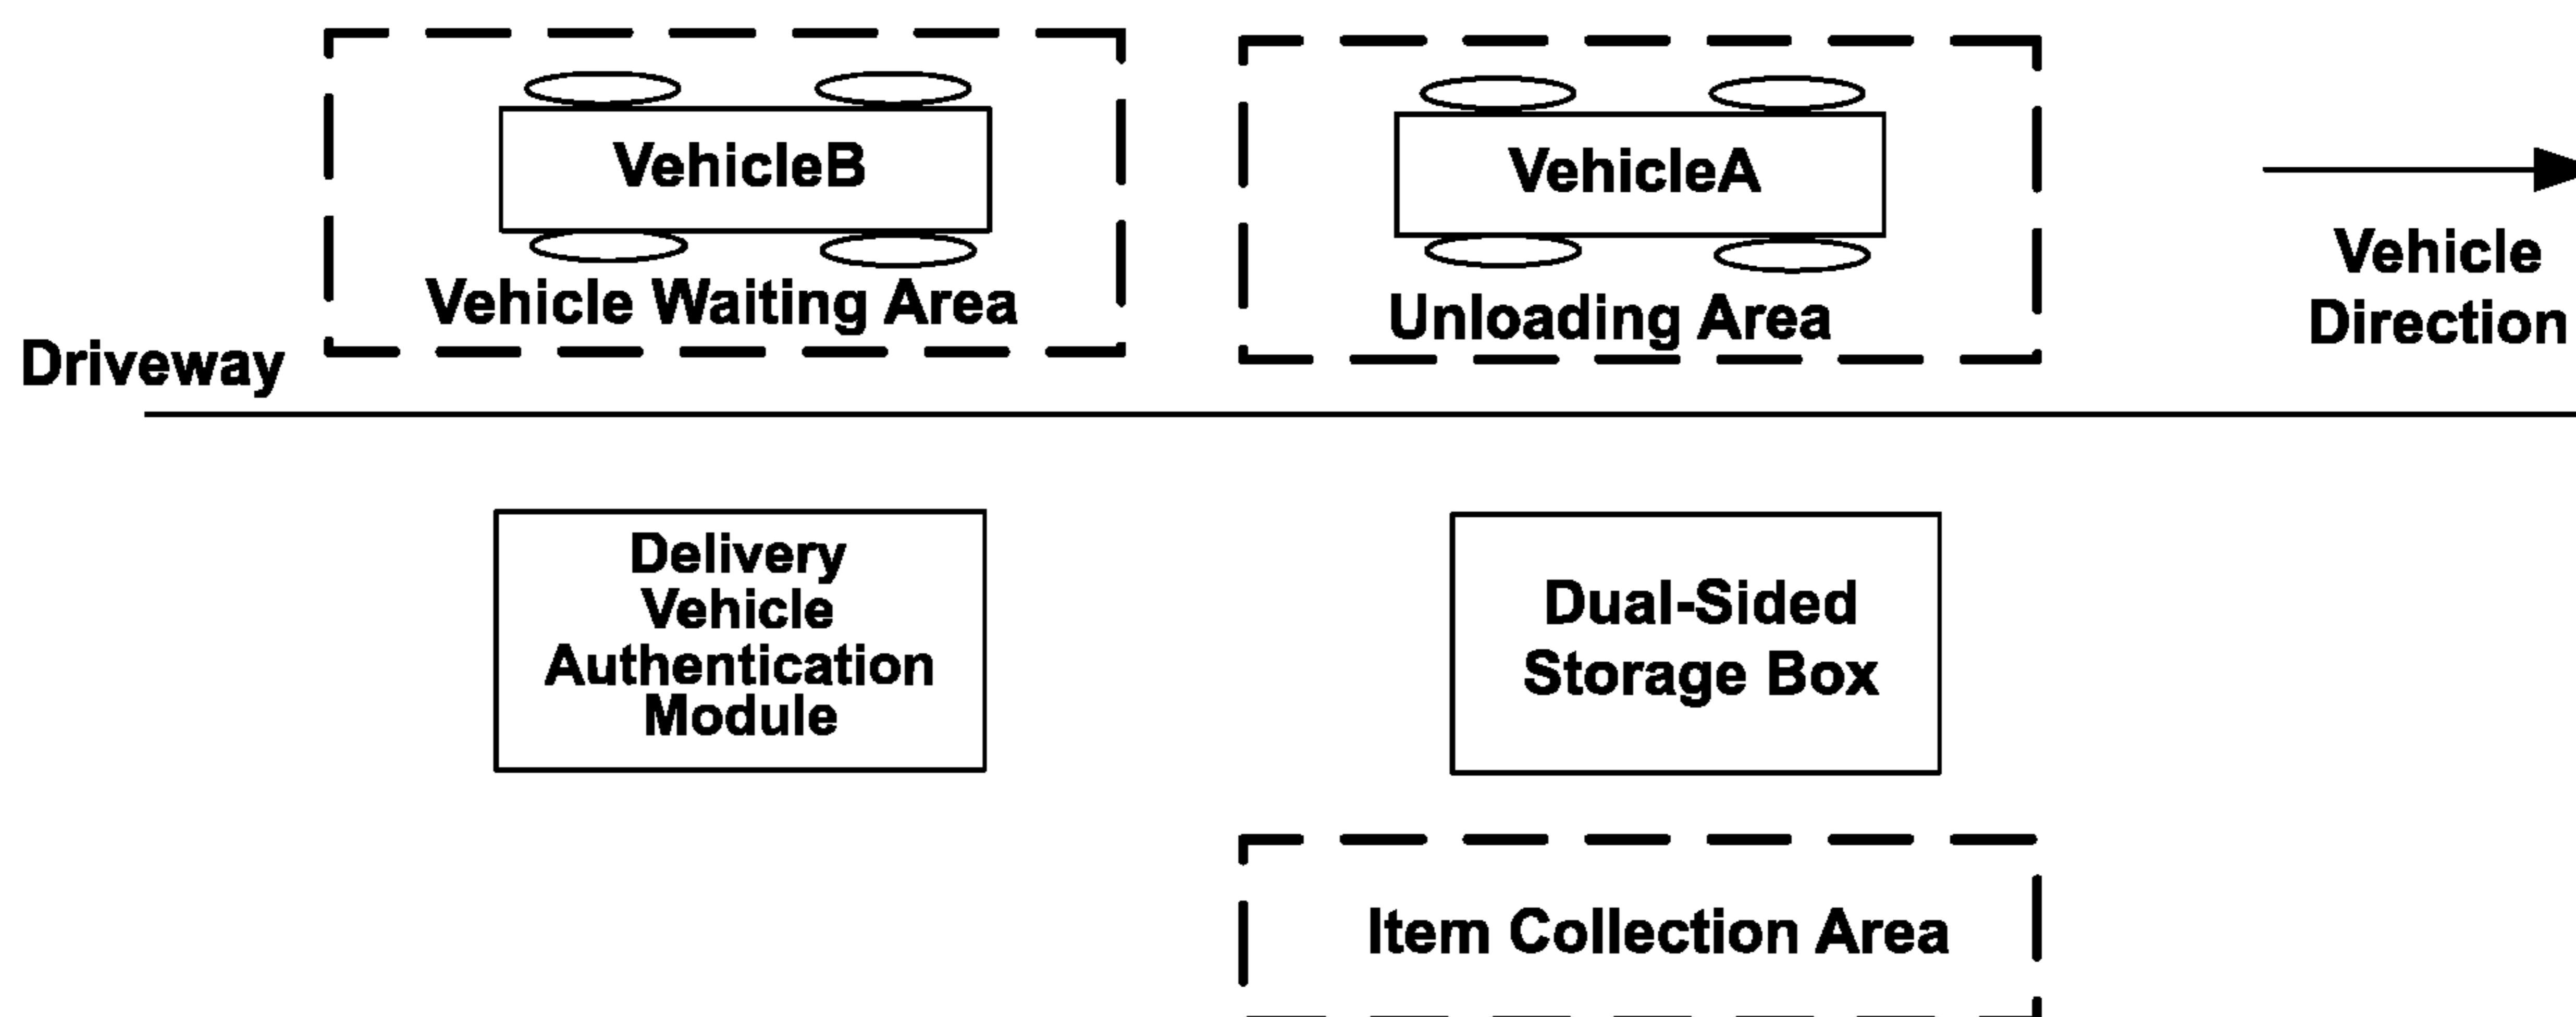 VehicleB
VehicleA
Vehicle Waiting Area
Unloading Area
Vehicle
Direction
Driveway
Delivery
Vehicle
Authentication
Module
Dual-Sided
Storage Box
Item Collection Area